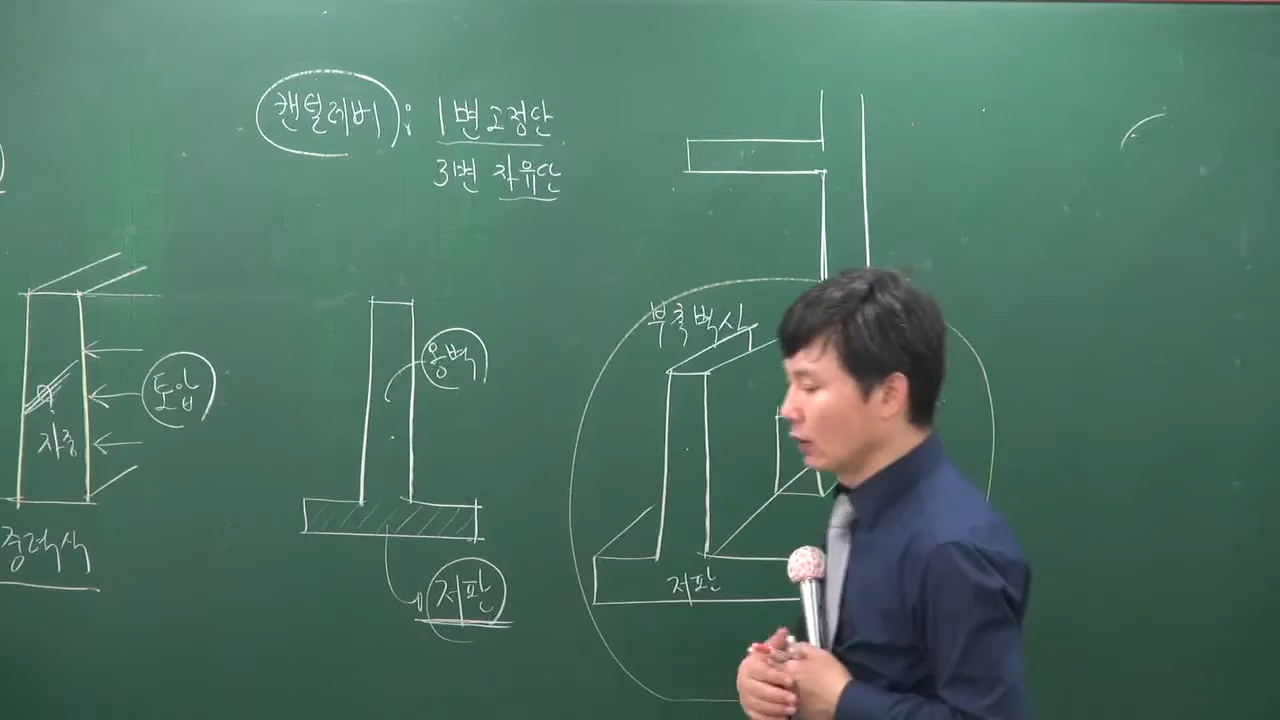 캔틸레버 : 1변 고정단
3변 자유단
토압
자중
중력식
옹벽
저판
부축벽식
저판